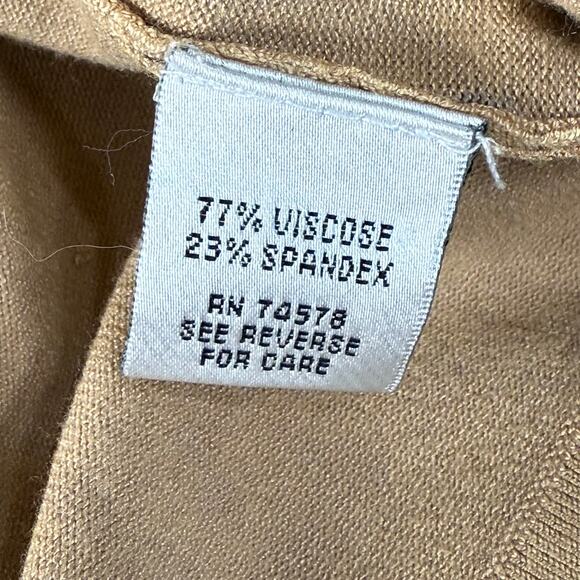 77% VISCOSE
23% SPANDEX
RN 74578
SEE REVERSE
FOR CARE